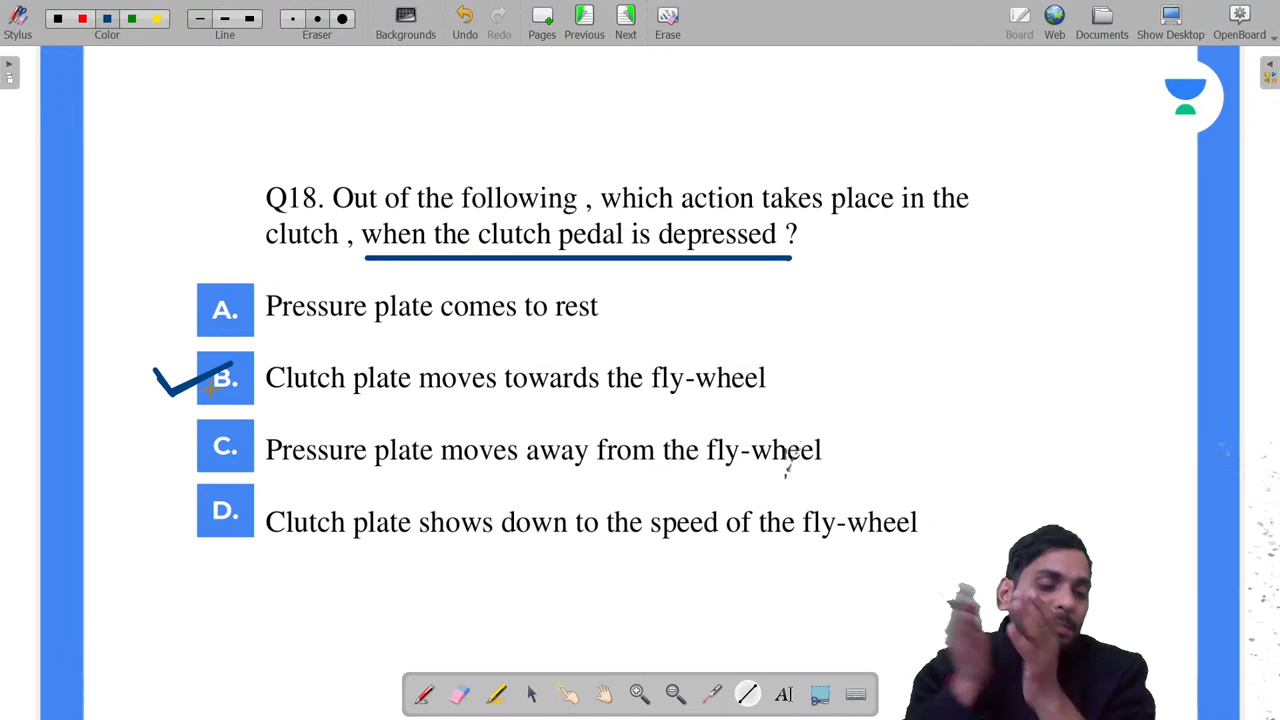 Stylus
Color
Line
Eraser
Backgrounds
Undo
Redo
Pages
Previous
Next
Erase
Board
Web
Documents
Show Desktop
OpenBoard
Q18. Out of the following , which action takes place in the
clutch , when the clutch pedal is depressed ?
A. Pressure plate comes to rest
B. Clutch plate moves towards the fly-wheel
C. Pressure plate moves away from the fly-wheel
D. Clutch plate shows down to the speed of the fly-wheel
AI